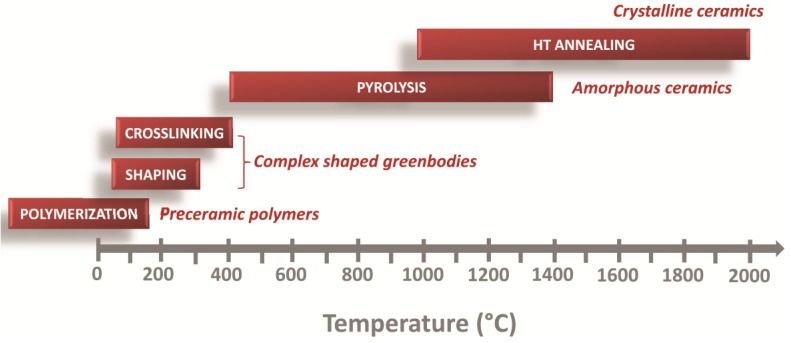 Crystalline ceramics
HT ANNEALING
PYROLYSIS
Amorphous ceramics
CROSSLINKING
Complex shaped greenbodies
SHAPING
POLYMERIZATION
Preceramic polymers
0 200 400 600 800 1000 1200 1400 1600 1800 2000
Temperature (°C)